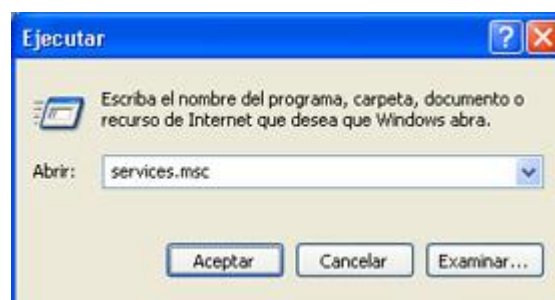 Ejecutar
Escriba el nombre del programa, carpeta, documento o
recurso de Internet que desea que Windows abra.
Abrir: services.msc
Aceptar Cancelar Examinar...